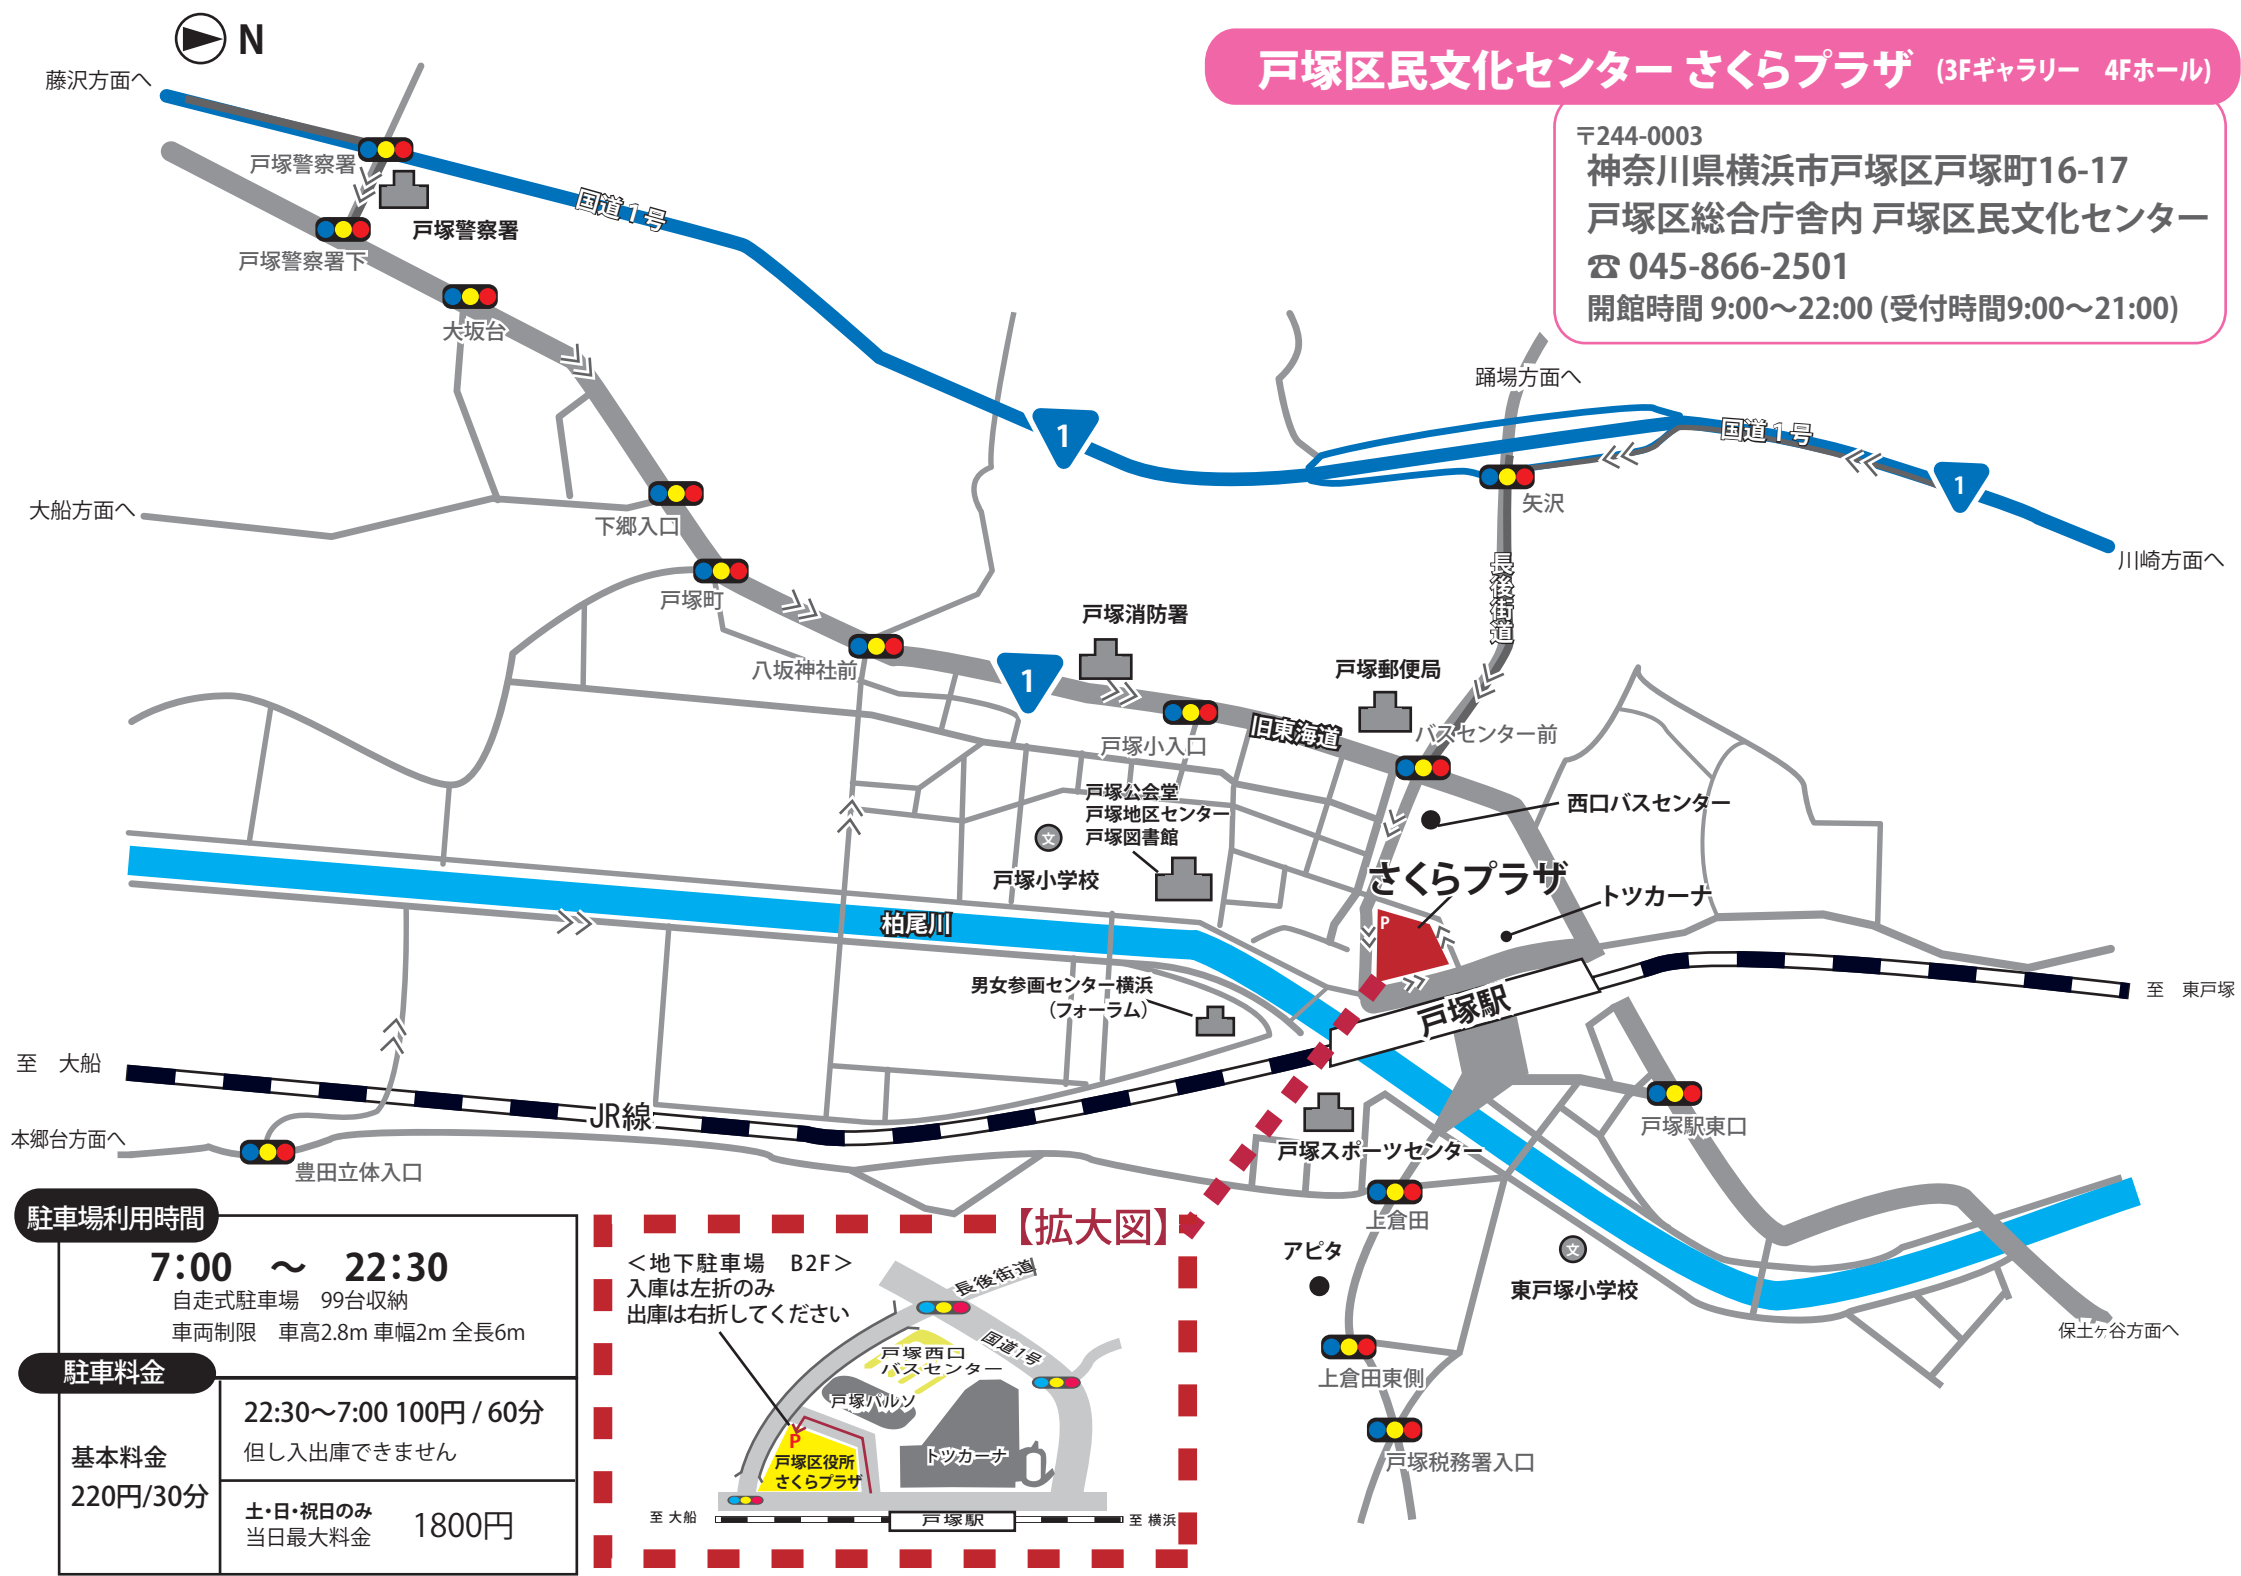 N
戸塚区民文化センター さくらプラザ (3Fギャラリー　4Fホール)
〒244-0003
神奈川県横浜市戸塚区戸塚町16-17
戸塚区総合庁舎内 戸塚区民文化センター
☎ 045-866-2501
開館時間 9:00〜22:00 (受付時間9:00〜21:00)
藤沢方面へ
戸塚警察署
戸塚警察署
戸塚警察署下
国道1号
大坂台
踊場方面へ
1
国道1号
1
矢沢
大船方面へ
下郷入口
川崎方面へ
長後街道
戸塚町
戸塚消防署
八坂神社前
1
戸塚郵便局
戸塚小入口
旧東海道
バスセンター前
戸塚公会堂
戸塚地区センター
戸塚図書館
西口バスセンター
文
戸塚小学校
さくらプラザ
トツカーナ
P
柏尾川
男女参画センター横浜
(フォーラム)
戸塚駅
至　東戸塚
至　大船
JR線
本郷台方面へ
豊田立体入口
戸塚スポーツセンター
戸塚駅東口
上倉田
アピタ
文
東戸塚小学校
保土ヶ谷方面へ
上倉田東側
戸塚税務署入口
駐車場利用時間
7:00　〜　22:30
自走式駐車場　99台収納
車両制限　車高2.8m 車幅2m 全長6m
駐車料金
基本料金
220円/30分
22:30〜7:00 100円 / 60分
但し入出庫できません
土・日・祝日のみ
当日最大料金
1800円
【拡大図】
＜地下駐車場　B2F＞
入庫は左折のみ
出庫は右折してください
長後街道
国道1号
戸塚西口
バスセンター
戸塚パルソ
P
戸塚区役所
さくらプラザ
トツカーナ
至 大船
戸塚駅
至 横浜